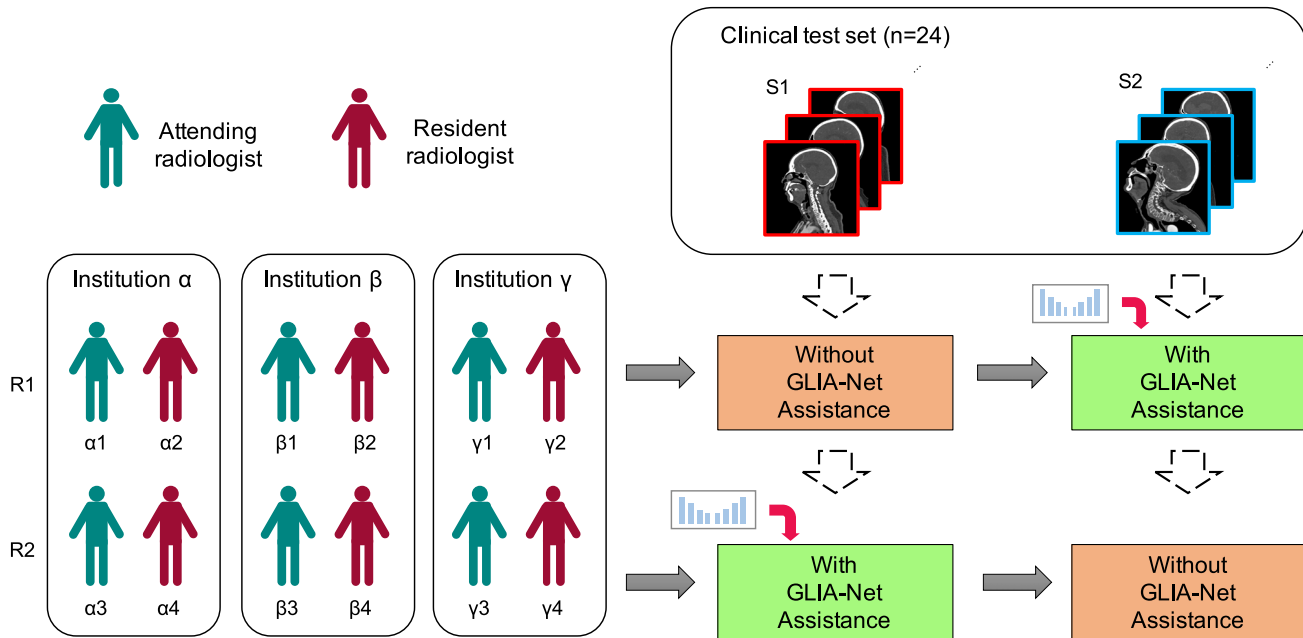 Clinical test set (n=24)
S1
S2
Attending
radiologist
Resident
radiologist
Institution α
Institution β
Institution γ
R1
α1
α2
β1
β2
γ1
γ2
Without
GLIA-Net
Assistance
With
GLIA-Net
Assistance
R2
α3
α4
β3
β4
γ3
γ4
With
GLIA-Net
Assistance
Without
GLIA-Net
Assistance